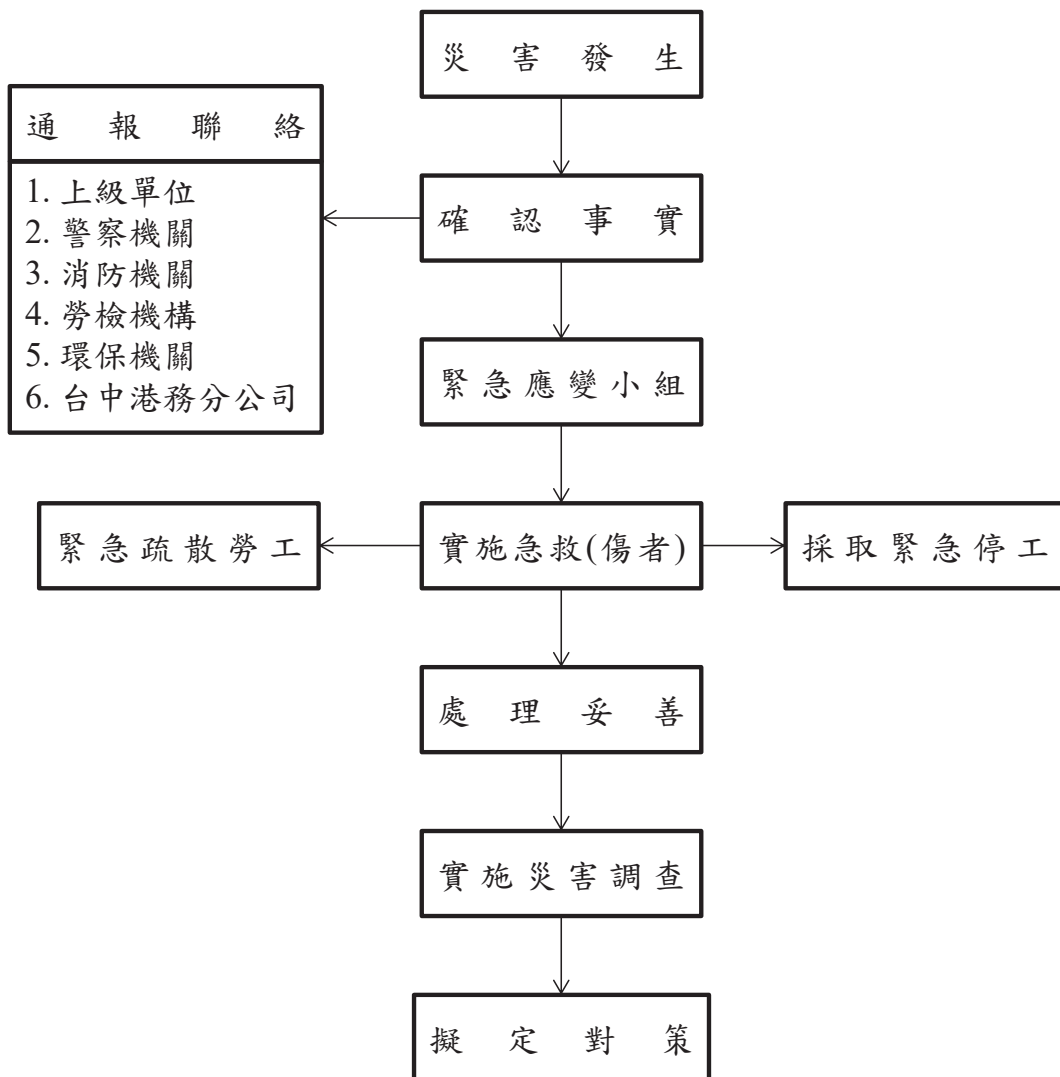 災害發生
通報聯絡
1. 上級單位
2. 警察機關
3. 消防機關
4. 勞檢機構
5. 環保機關
6. 台中港務分公司
確認事實
緊急應變小組
緊急疏散勞工
實施急救(傷者)
採取緊急停工
處理妥善
實施災害調查
擬定對策